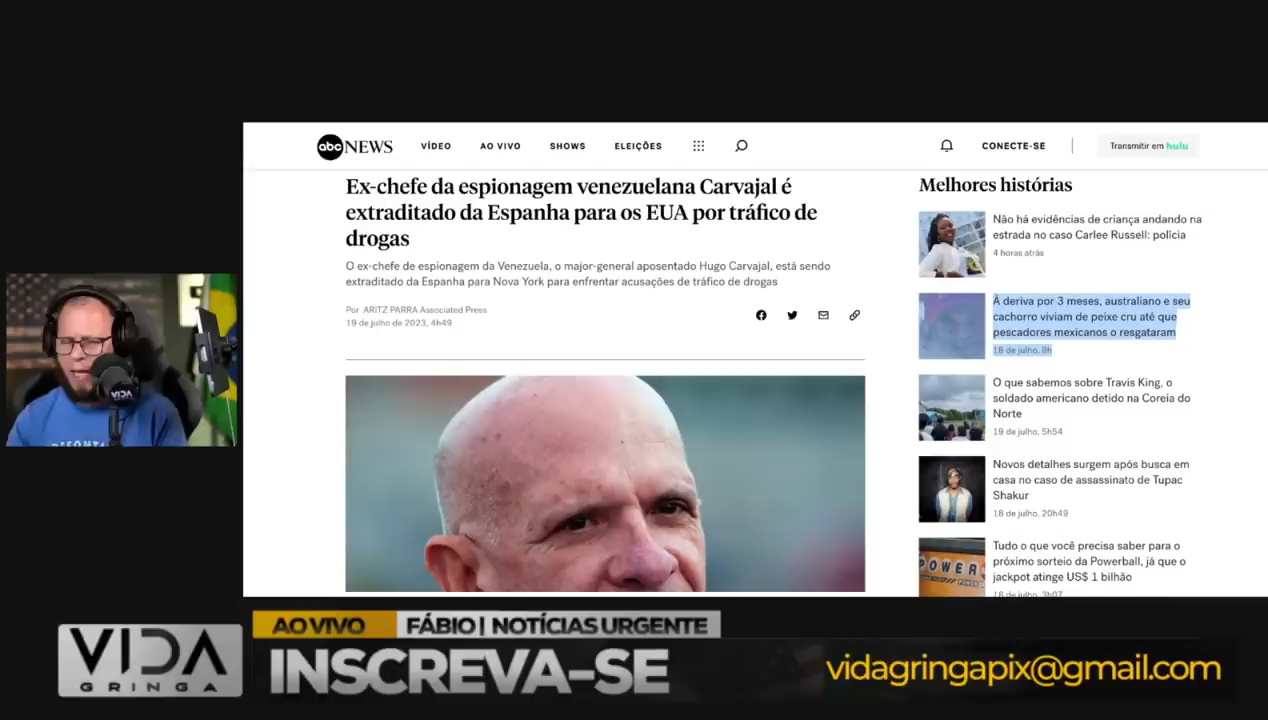 abc NEWS VÍDEO AO VIVO SHOWS ELEIÇÕES CONECTE-SE Transmitir em hulu
Ex-chefe da espionagem venezuelana Carvajal é
extraditado da Espanha para os EUA por tráfico de
drogas
O ex-chefe de espionagem da Venezuela, o major-general aposentado Hugo Carvajal, está sendo
extraditado da Espanha para Nova York para enfrentar acusações de tráfico de drogas
Por ARITZ PARRA Associated Press
19 de julho de 2023, 4h49
Melhores histórias
Não há evidências de criança andando na
estrada no caso Carlee Russell: polícia
4 horas atrás
À deriva por 3 meses, australiano e seu
cachorro viviam de peixe cru até que
pescadores mexicanos o resgataram
18 de julho, 8h
O que sabemos sobre Travis King, o
soldado americano detido na Coreia do
Norte
19 de julho, 5h54
Novos detalhes surgem após busca em
casa no caso de assassinato de Tupac
Shakur
18 de julho, 20h49
POWER
Tudo o que você precisa saber para o
próximo sorteio da Powerball, já que o
jackpot atinge US$ 1 bilhão
VIDA
AO VIVO FÁBIO | NOTÍCIAS URGENTE
VIDA
GRINGA
INSCREVA-SE
vidagringapix@gmail.com